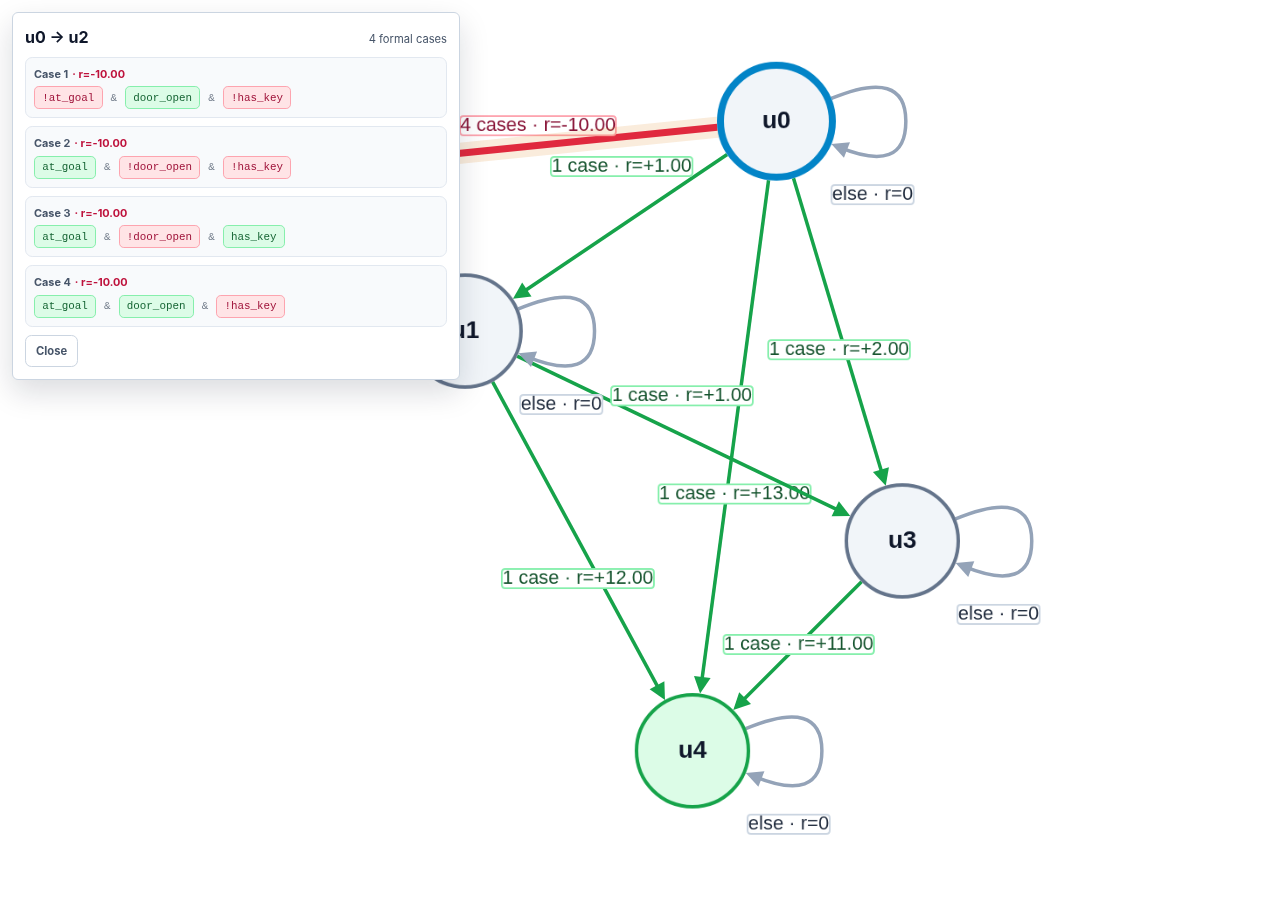 u0 → u2
4 formal cases
Case 1 · r=-10.00
!at_goal & door_open & !has_key
Case 2 · r=-10.00
at_goal & !door_open & !has_key
Case 3 · r=-10.00
at_goal & !door_open & has_key
Case 4 · r=-10.00
at_goal & door_open & !has_key
Close
4 cases · r=-10.00
u0
1 case · r=+1.00
else · r=0
u1
1 case · r=+2.00
else · r=0
1 case · r=+1.00
1 case · r=+13.00
u3
1 case · r=+12.00
else · r=0
1 case · r=+11.00
u4
else · r=0